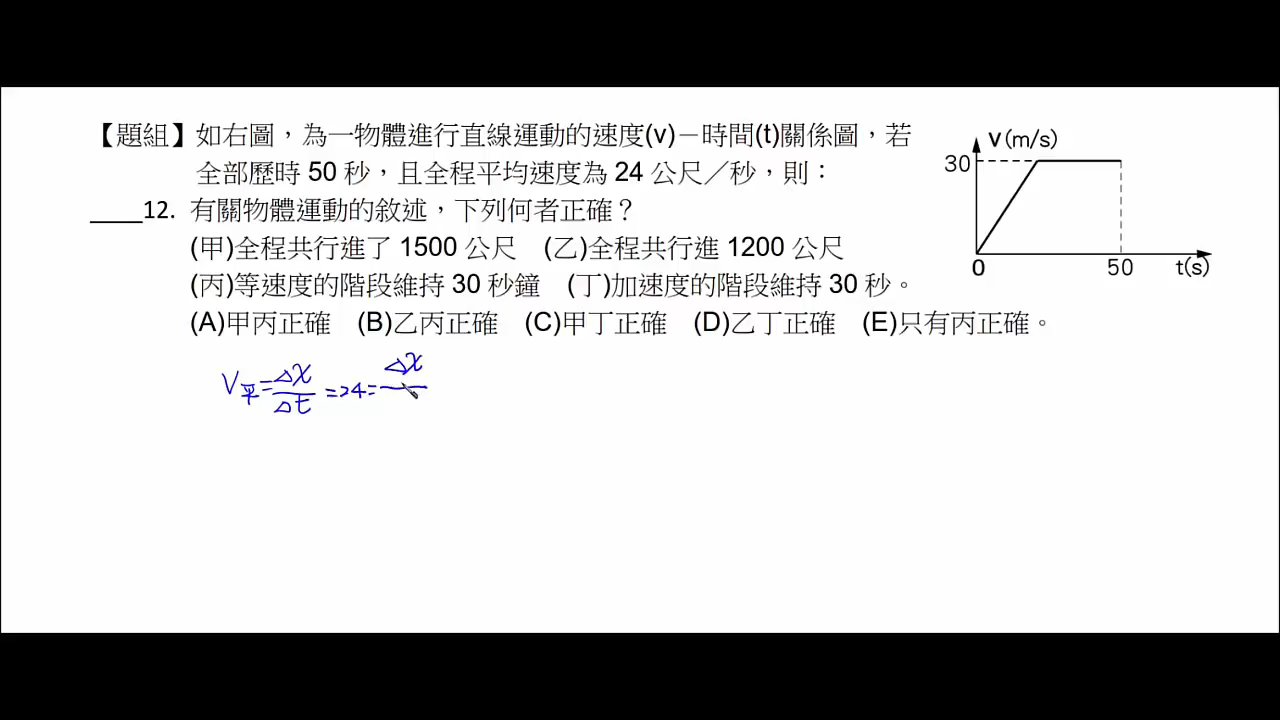 【題組】如右圖，為一物體進行直線運動的速度(v)－時間(t)關係圖，若
全部歷時 50 秒，且全程平均速度為 24 公尺／秒，則：
____12. 有關物體運動的敘述，下列何者正確？
(甲)全程共行進了 1500 公尺 (乙)全程共行進 1200 公尺
(丙)等速度的階段維持 30 秒鐘 (丁)加速度的階段維持 30 秒。
(A)甲丙正確 (B)乙丙正確 (C)甲丁正確 (D)乙丁正確 (E)只有丙正確。
v(m/s)
30
0 50 t(s)
V平=Δx/Δt=24=Δx/